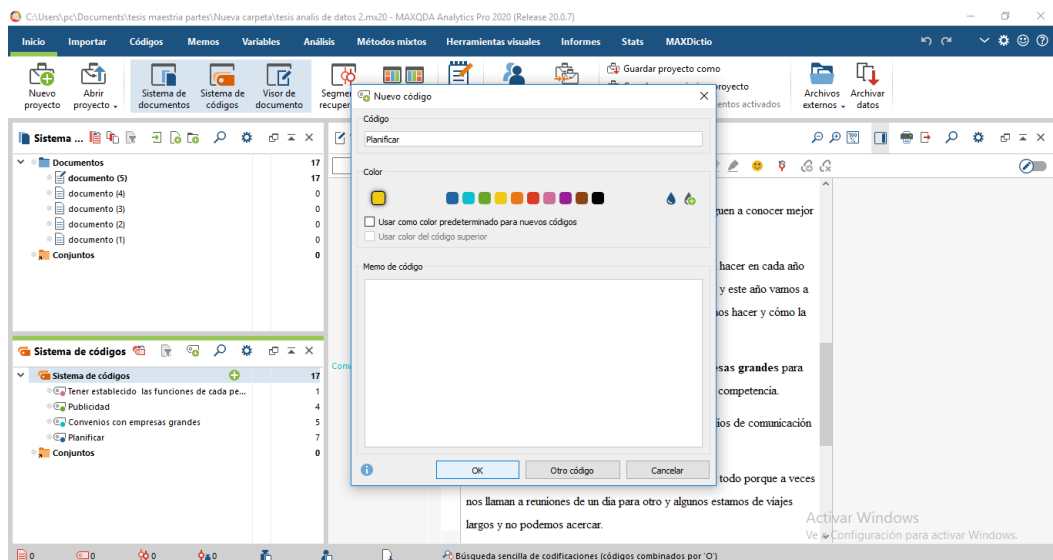 C:\Users\pc\Documents\tesis maestria partes\Nueva carpeta\tesis analis de datos 2.mx20 - MAXQDA Analytics Pro 2020 (Release 20.0.7)
Inicio Importar Códigos Memos Variables Análisis Métodos mixtos Herramientas visuales Informes Stats MAXDictio
Nuevo proyecto
Abrir proyecto
Sistema de documentos
Sistema de códigos
Visor de documento
Guardar proyecto como
Archivos externos
Archivar datos
entos activados
Sistema ...
Documentos 17
documento (5) 17
documento (4) 0
documento (3) 0
documento (2) 0
documento (1) 0
Conjuntos 0
Sistema de códigos
Sistema de códigos 17
Tener establecido las funciones de cada pe... 1
Publicidad 4
Convenios con empresas grandes 5
Planificar 7
Conjuntos 0
Nuevo código
Código
Planificar
Color
Usar como color predeterminado para nuevos códigos
Usar color del código superior
Memo de código
OK Otro código Cancelar
guen a conocer mejor
hacer en cada año
y este año vamos a
os hacer y cómo la
sas grandes para
competencia.
ios de comunicación
todo porque a veces
nos llaman a reuniones de un día para otro y algunos estamos de viajes
largos y no podemos acercar.
Activar Windows
Ve a Configuración para activar Windows.
0 0 0 0
Búsqueda sencilla de codificaciones (códigos combinados por 'O')